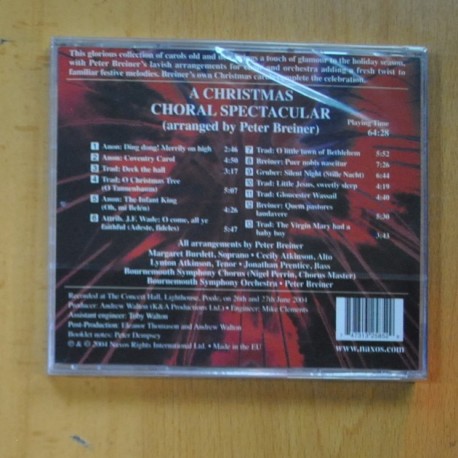 This glorious collection of carols old and new has a touch of glamour to the holiday season,
with Peter Breiner's lavish arrangements for and orchestra adding a fresh twist to
familiar festive melodies. Breiner's own Christmas carols complete the celebration.
A CHRISTMAS
CHORAL SPECTACULAR
(arranged by Peter Breiner)
Playing Time
64:28
1 Anon: Ding dong! Merrily on high 2:46
2 Anon: Coventry Carol 4:50
3 Trad: Deck the hall 3:17
4 Trad: O Christmas Tree
(O Tannenbaum) 5:07
5 Anon: The Infant King
(Oh, mi Belén) 4:26
6 Attrib. J.F. Wade: O come, all ye
faithful (Adeste, fideles) 5:47
7 Trad: O little town of Bethlehem 5:52
8 Breiner: Puer nobis nascitur 7:26
9 Gruber: Silent Night (Stille Nacht) 6:44
10 Trad: Little Jesus, sweetly sleep 4:19
11 Trad: Gloucester Wassail 4:40
12 Breiner: Quem pastores
laudavere 5:30
13 Trad: The Virgin Mary had a
baby boy 3:43
All arrangements by Peter Breiner
Margaret Burdett, Soprano • Cecily Atkinson, Alto
Lynton Atkinson, Tenor • Jonathan Prentice, Bass
Bournemouth Symphony Chorus (Nigel Perrin, Chorus Master)
Bournemouth Symphony Orchestra • Peter Breiner
Recorded at The Concert Hall, Lighthouse, Poole, on 26th and 27th June 2004
Producer: Andrew Walton (K&A Productions Ltd.) • Engineer: Mike Clements
Assistant engineer: Toby Walton
Post-Production: Eleanor Thomason and Andrew Walton
Booklet notes: Peter Dempsey
℗ & © 2004 Naxos Rights International Ltd. • Made in the EU
www.naxos.com